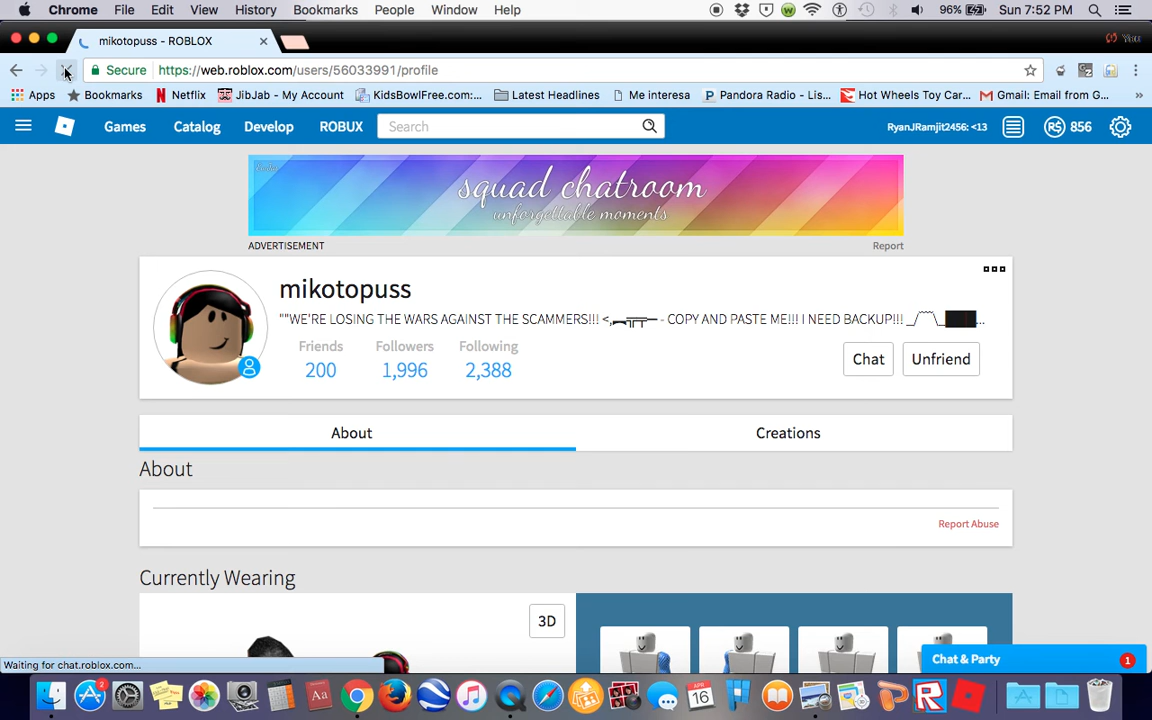 Chrome File Edit View History Bookmarks People Window Help 96% Sun 7:52 PM
mikotopuss - ROBLOX
Secure https://web.roblox.com/users/56033991/profile
Apps Bookmarks Netflix JibJab - My Account KidsBowlFree.com:... Latest Headlines Me interesa Pandora Radio - Lis... Hot Wheels Toy Car... Gmail: Email from G... »
Games Catalog Develop ROBUX Search RyanJRamjit2456: <13 R$ 856
squad chatroom
unforgettable moments
ADVERTISEMENT Report
mikotopuss
""WE'RE LOSING THE WARS AGAINST THE SCAMMERS!!! <,︻╦╤─ - COPY AND PASTE ME!!! I NEED BACKUP!!! _/﹋\_ ...
Friends Followers Following
200 1,996 2,388
Chat Unfriend
About Creations
About
Report Abuse
Currently Wearing
3D
Chat & Party 1
Waiting for chat.roblox.com...
2
Aa
APR
16